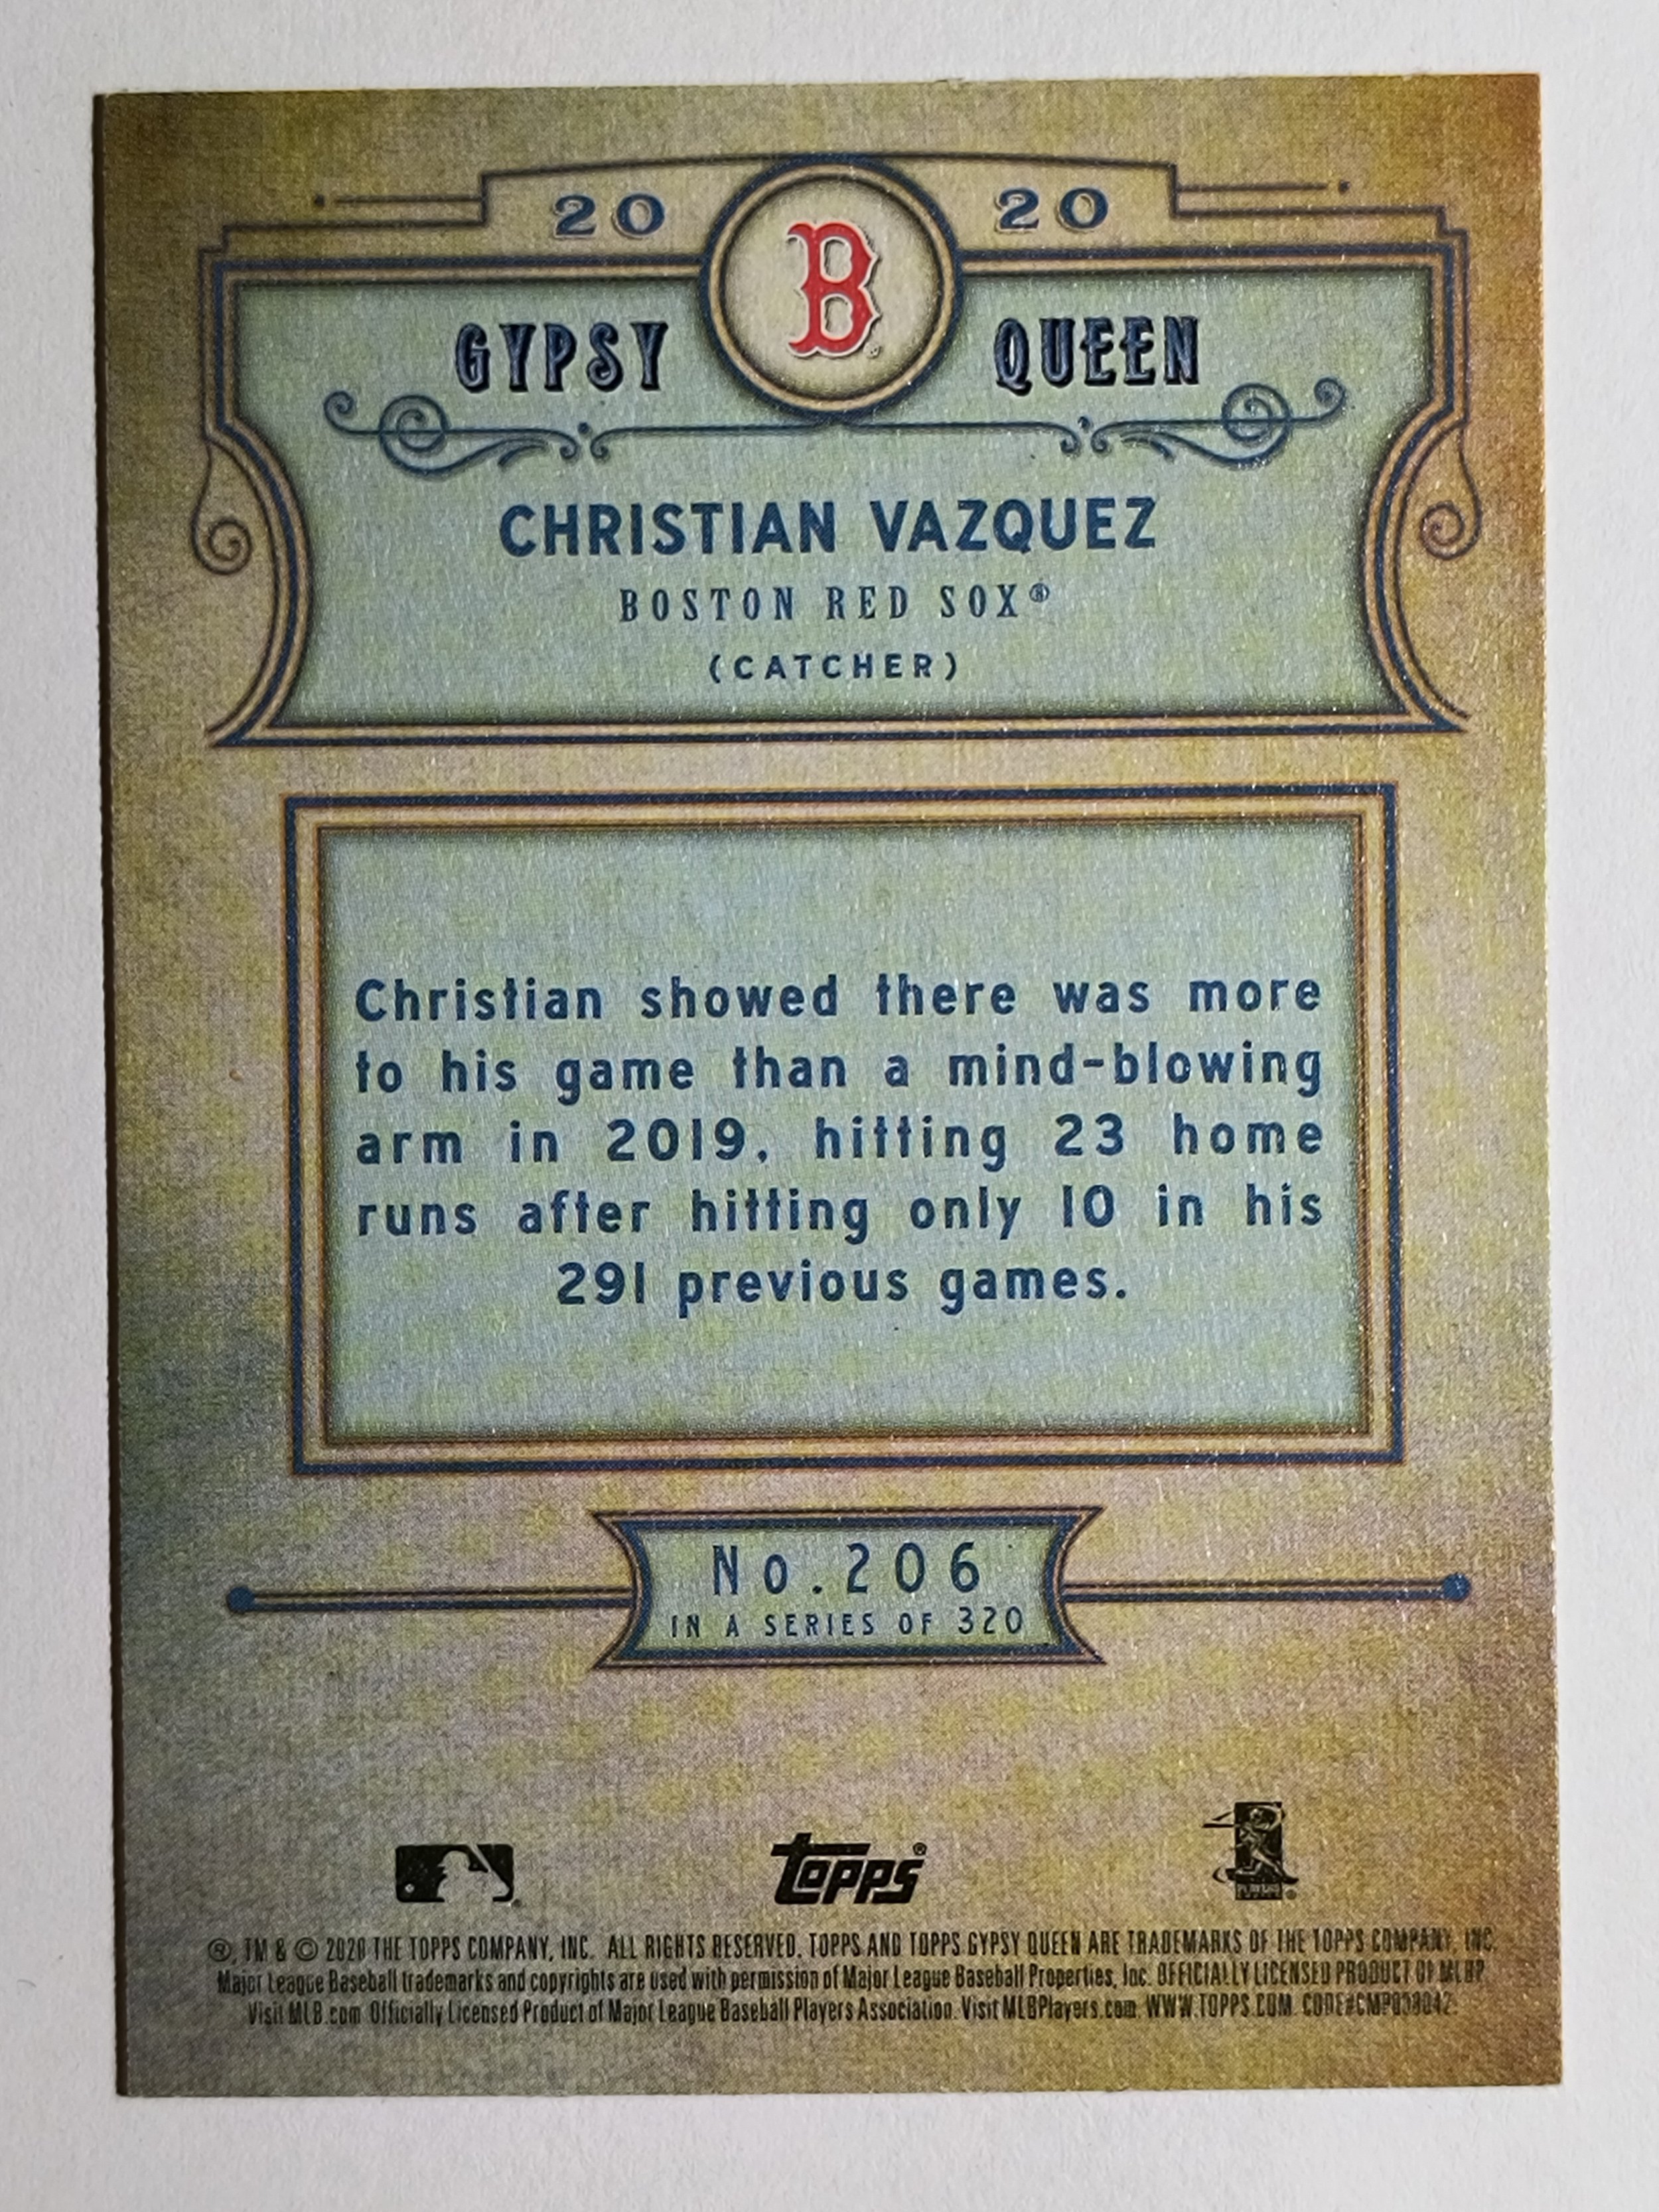 20 B 20
GYPSY QUEEN
CHRISTIAN VAZQUEZ
BOSTON RED SOX®
(CATCHER)
Christian showed there was more
to his game than a mind-blowing
arm in 2019, hitting 23 home
runs after hitting only 10 in his
291 previous games.
No. 206
IN A SERIES OF 320
topps®
®, TM & © 2020 THE TOPPS COMPANY, INC. ALL RIGHTS RESERVED. TOPPS AND TOPPS GYPSY QUEEN ARE TRADEMARKS OF THE TOPPS COMPANY, INC.
Major League Baseball trademarks and copyrights are used with permission of Major League Baseball Properties, Inc. OFFICIALLY LICENSED PRODUCT OF MLBP
Visit MLB.com Officially Licensed Product of Major League Baseball Players Association. Visit MLBPlayers.com. WWW.TOPPS.COM.